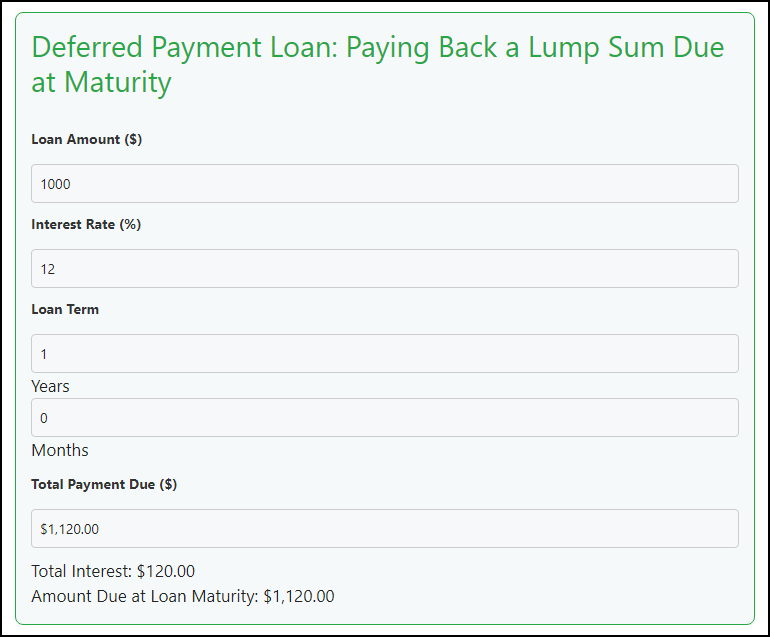 Deferred Payment Loan: Paying Back a Lump Sum Due
at Maturity
Loan Amount ($)
1000
Interest Rate (%)
12
Loan Term
1
Years
0
Months
Total Payment Due ($)
$1,120.00
Total Interest: $120.00
Amount Due at Loan Maturity: $1,120.00